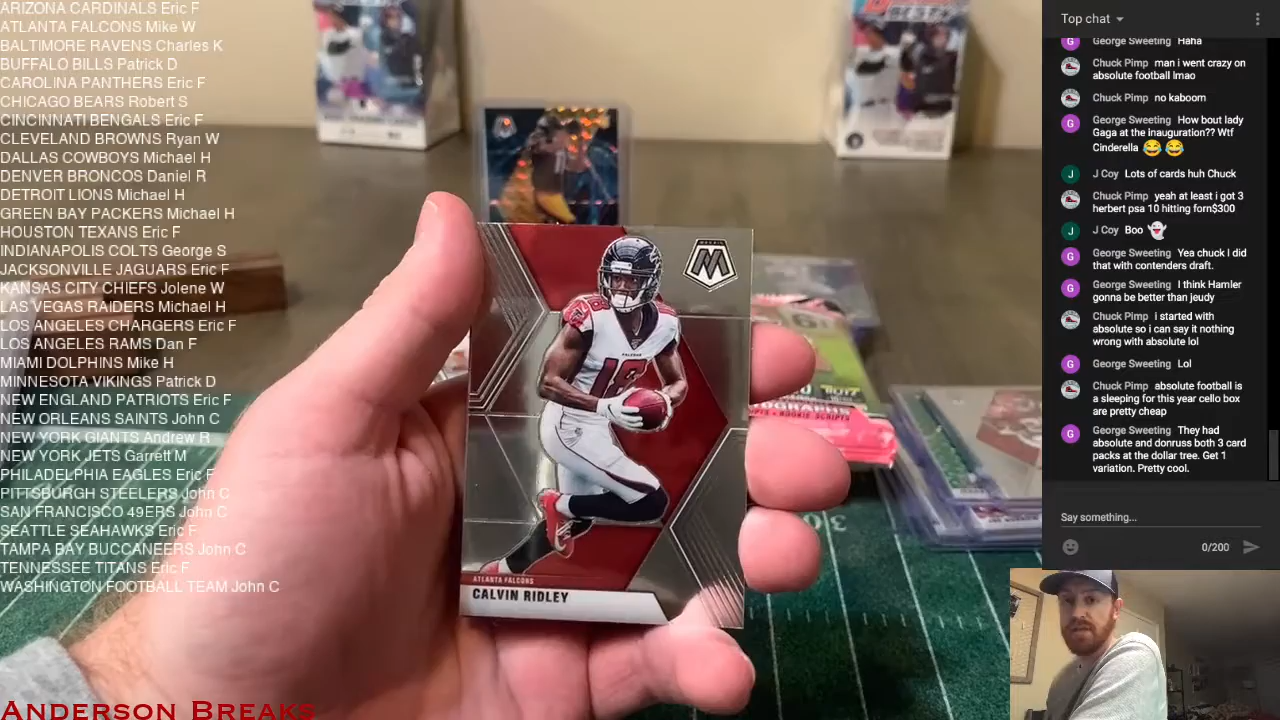 ARIZONA CARDINALS Eric F
ATLANTA FALCONS Mike W
BALTIMORE RAVENS Charles K
BUFFALO BILLS Patrick D
CAROLINA PANTHERS Eric F
CHICAGO BEARS Robert S
CINCINNATI BENGALS Eric F
CLEVELAND BROWNS Ryan W
DALLAS COWBOYS Michael H
DENVER BRONCOS Daniel R
DETROIT LIONS Michael H
GREEN BAY PACKERS Michael H
HOUSTON TEXANS Eric F
INDIANAPOLIS COLTS George S
JACKSONVILLE JAGUARS Eric F
KANSAS CITY CHIEFS Jolene W
LAS VEGAS RAIDERS Michael H
LOS ANGELES CHARGERS Eric F
LOS ANGELES RAMS Dan F
MIAMI DOLPHINS Mike H
MINNESOTA VIKINGS Patrick D
NEW ENGLAND PATRIOTS Eric F
NEW ORLEANS SAINTS John C
NEW YORK GIANTS Andrew R
NEW YORK JETS Garrett M
PHILADELPHIA EAGLES Eric F
PITTSBURGH STEELERS John C
SAN FRANCISCO 49ERS John C
SEATTLE SEAHAWKS Eric F
TAMPA BAY BUCCANEERS John C
TENNESSEE TITANS Eric F
WASHINGTON FOOTBALL TEAM John C
ANDERSON BREAKS
M
FALCONS
18
ATLANTA FALCONS
CALVIN RIDLEY
Top chat
George Sweeting Haha
Chuck Pimp man i went crazy on
absolute football lmao
Chuck Pimp no kaboom
George Sweeting How bout lady
Gaga at the inauguration?? Wtf
Cinderella 😂 😂
J Coy Lots of cards huh Chuck
Chuck Pimp yeah at least i got 3
herbert psa 10 hitting forn$300
J Coy Boo 👻
George Sweeting Yea chuck I did
that with contenders draft.
George Sweeting I think Hamler
gonna be better than jeudy
Chuck Pimp i started with
absolute so i can say it nothing
wrong with absolute lol
George Sweeting Lol
Chuck Pimp absolute football is
a sleeping for this year cello box
are pretty cheap
George Sweeting They had
absolute and donruss both 3 card
packs at the dollar tree. Get 1
variation. Pretty cool.
Say something...
0/200